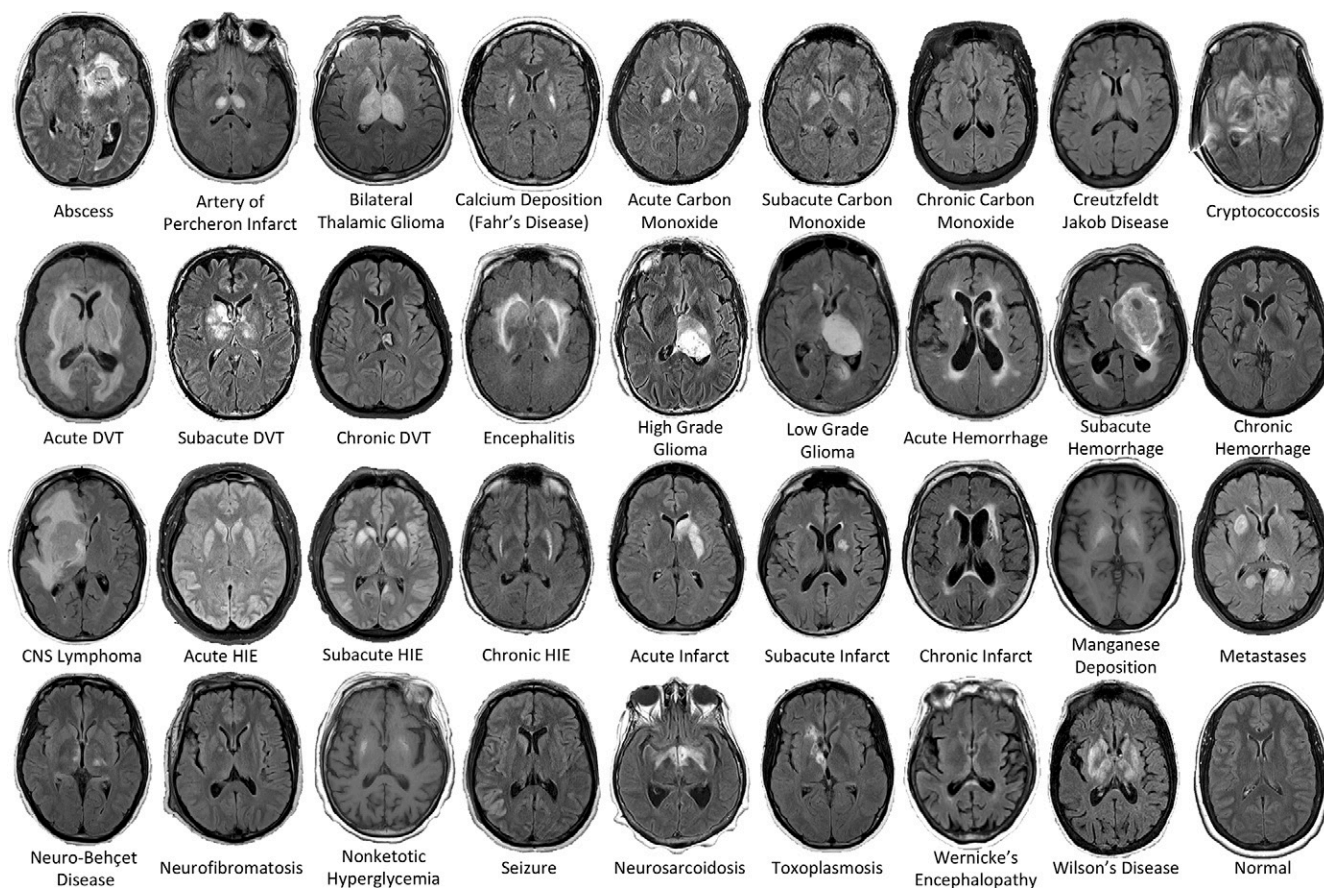 Abscess
Artery of
Percheron Infarct
Bilateral
Thalamic Glioma
Calcium Deposition
(Fahr's Disease)
Acute Carbon
Monoxide
Subacute Carbon
Monoxide
Chronic Carbon
Monoxide
Creutzfeldt
Jakob Disease
Cryptococcosis
Acute DVT
Subacute DVT
Chronic DVT
Encephalitis
High Grade
Glioma
Low Grade
Glioma
Acute Hemorrhage
Subacute
Hemorrhage
Chronic
Hemorrhage
CNS Lymphoma
Acute HIE
Subacute HIE
Chronic HIE
Acute Infarct
Subacute Infarct
Chronic Infarct
Manganese
Deposition
Metastases
Neuro-Behçet
Disease
Neurofibromatosis
Nonketotic
Hyperglycemia
Seizure
Neurosarcoidosis
Toxoplasmosis
Wernicke's
Encephalopathy
Wilson's Disease
Normal